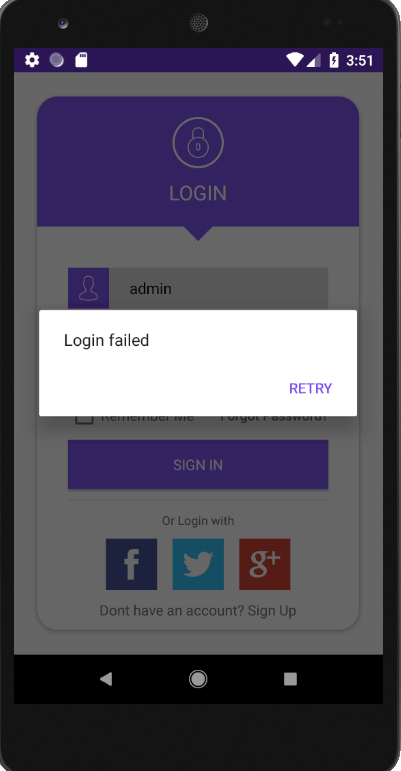 3:51
LOGIN
admin
Login failed
RETRY
Remember Me Forgot Password?
SIGN IN
Or Login with
f
g+
Dont have an account? Sign Up